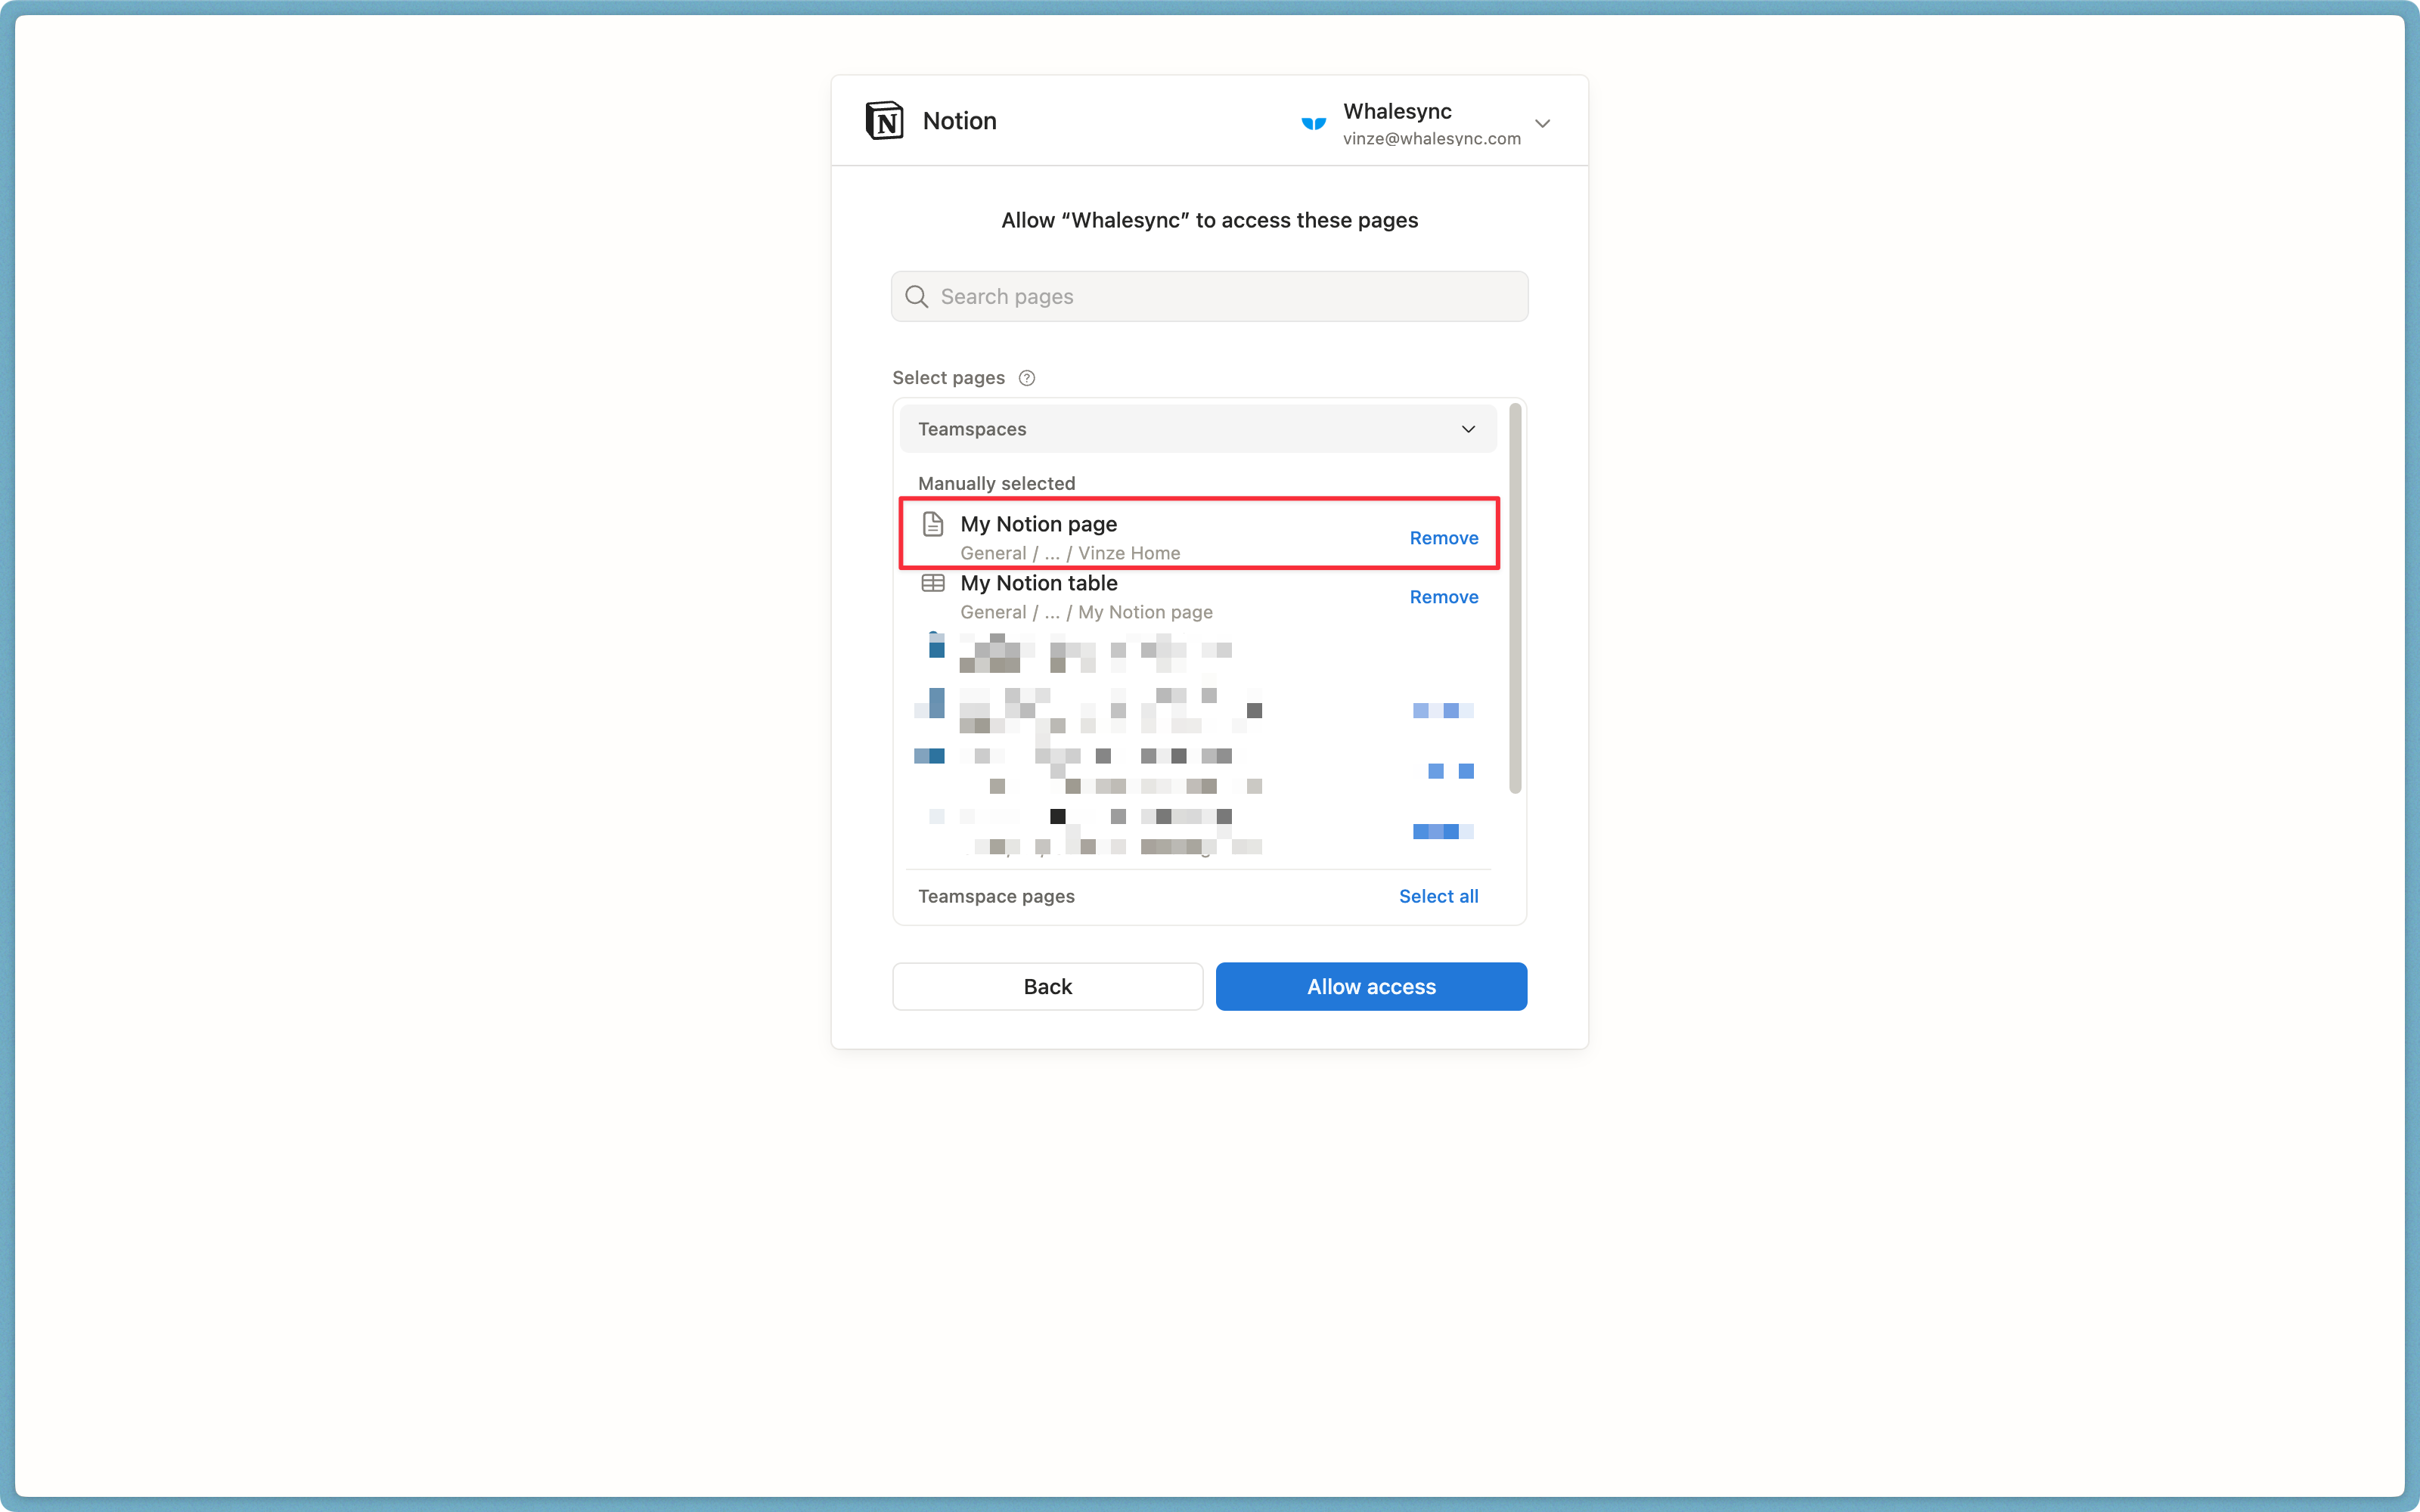 Notion
Whalesync
vinze@whalesync.com
Allow “Whalesync” to access these pages
Search pages
Select pages
Teamspaces
Manually selected
My Notion page
General / ... / Vinze Home
Remove
My Notion table
General / ... / My Notion page
Remove
Teamspace pages
Select all
Back
Allow access